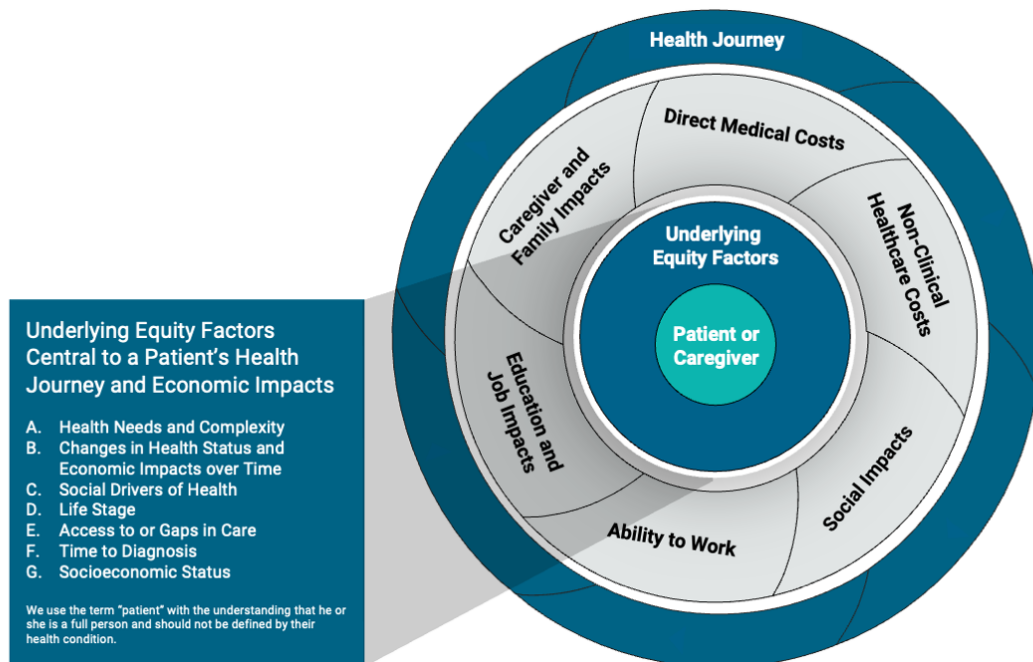 Health Journey
Direct Medical Costs
Caregiver and
Family Impacts
Non-Clinical
Healthcare Costs
Underlying
Equity Factors
Patient or
Caregiver
Education and
Job Impacts
Social Impacts
Ability to Work
Underlying Equity Factors
Central to a Patient’s Health
Journey and Economic Impacts
A. Health Needs and Complexity
B. Changes in Health Status and
Economic Impacts over Time
C. Social Drivers of Health
D. Life Stage
E. Access to or Gaps in Care
F. Time to Diagnosis
G. Socioeconomic Status
We use the term “patient” with the understanding that he or
she is a full person and should not be defined by their
health condition.